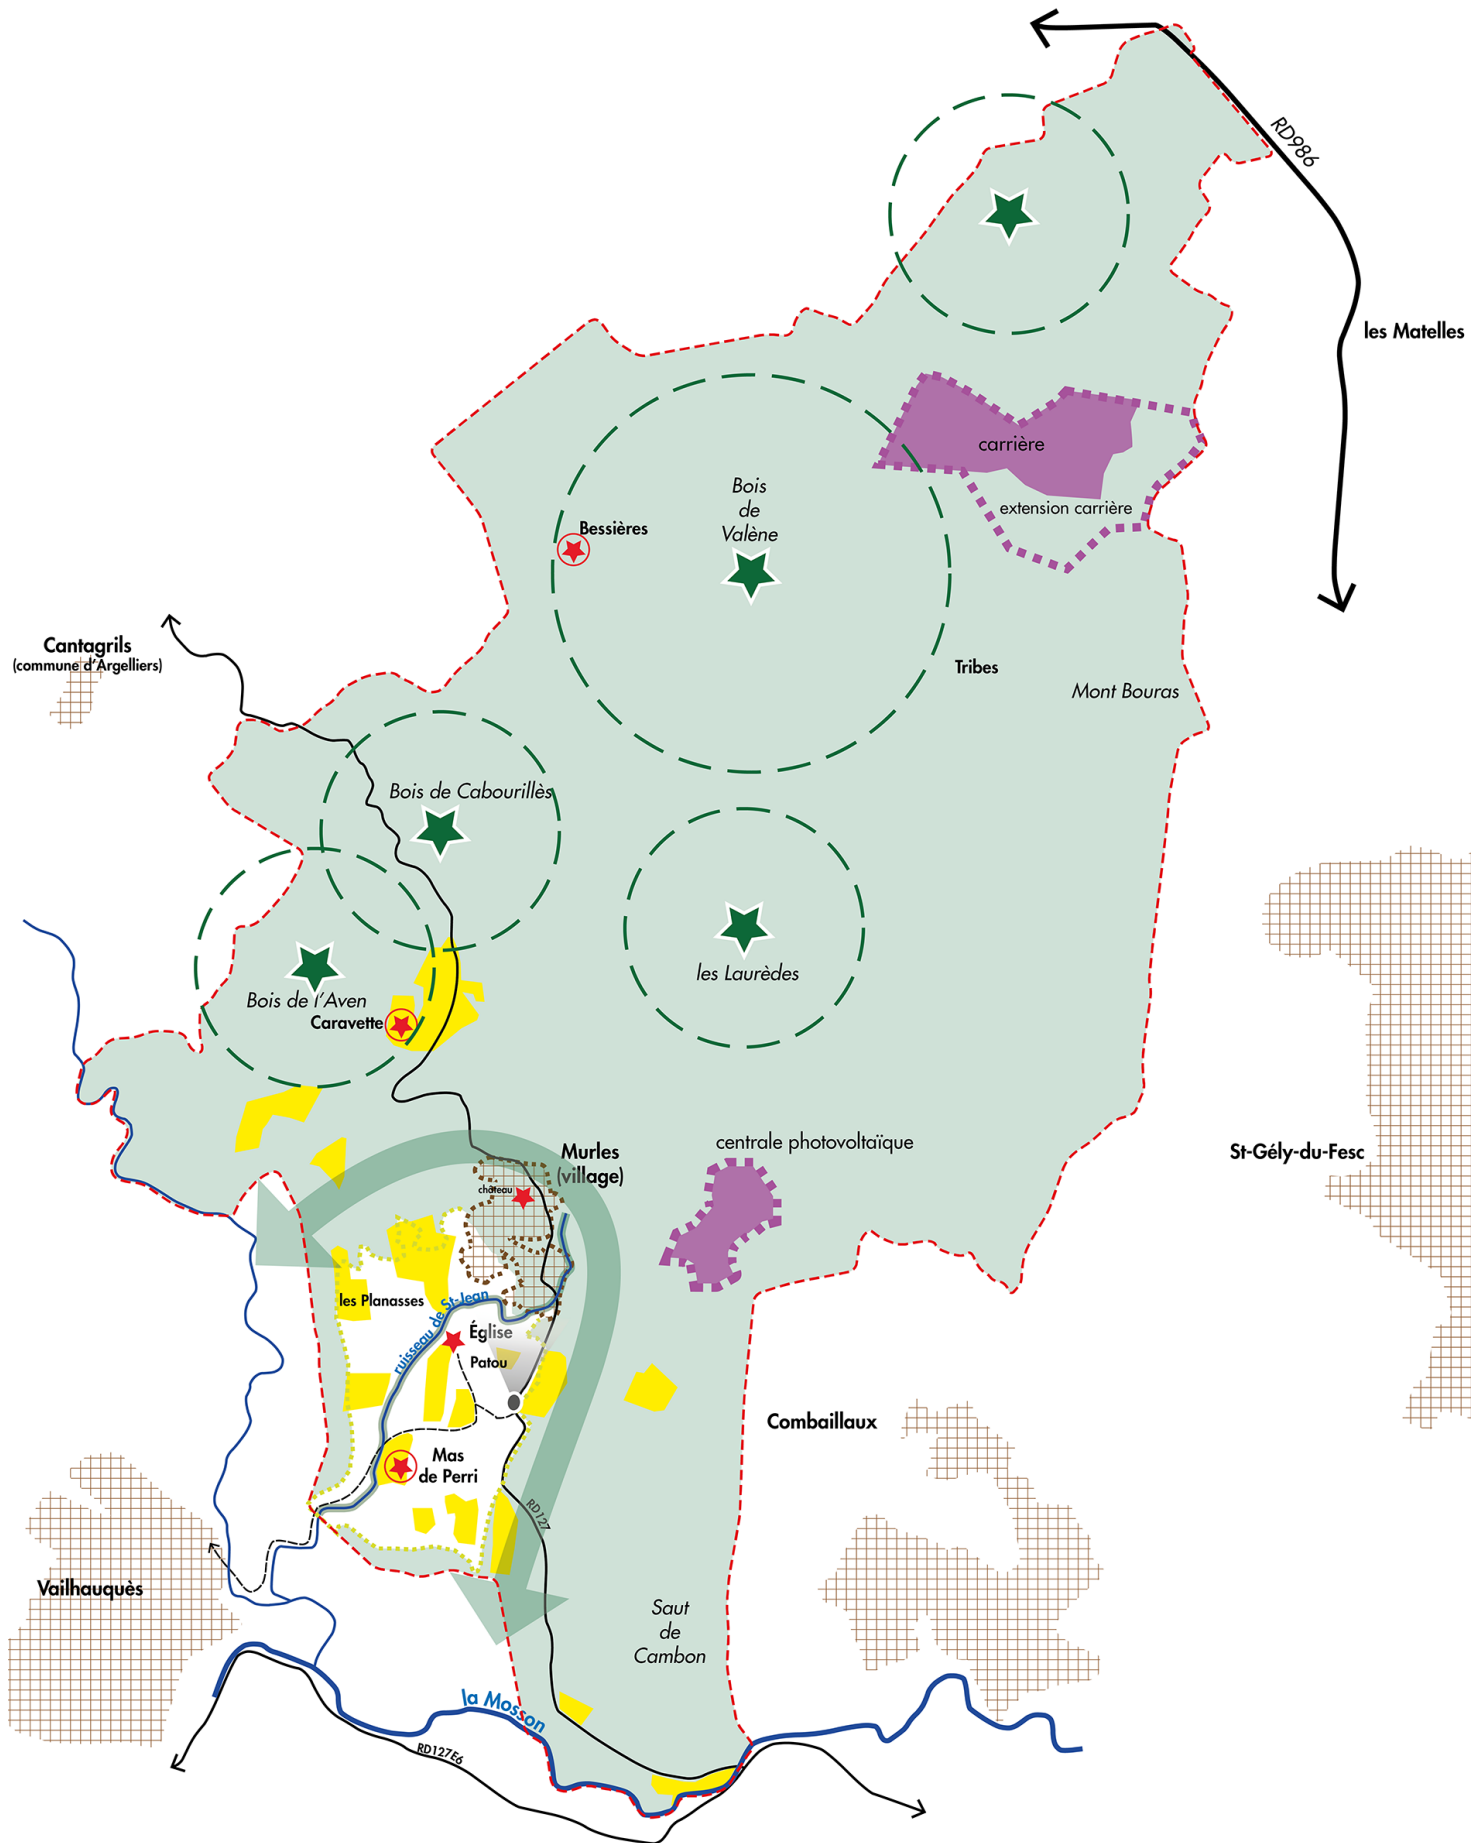 RD986
les Matelles
carrière
Bois
de
Valène
extension carrière
Bessières
Cantagrils
(commune d'Argelliers)
Tribes
Mont Bouras
Bois de Cabourillès
les Laurèdes
Bois de l'Aven
Caravette
centrale photovoltaïque
Murles
(village)
St-Gély-du-Fesc
château
les Planasses
ruisseau de St-Jean
Église
Patou
Combaillaux
Mas
de Perri
RD127
Vailhauquès
Saut
de
Cambon
la Mosson
RD127E6